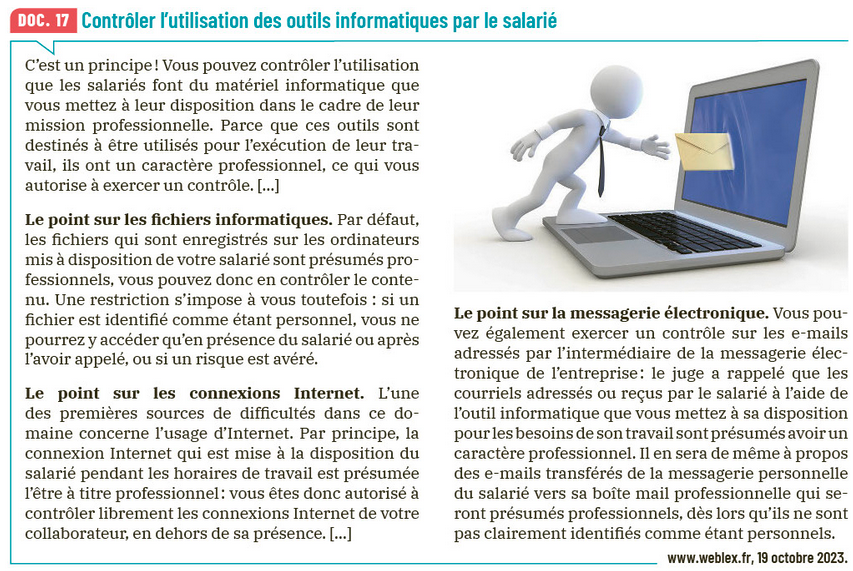 DOC. 17 Contrôler l'utilisation des outils informatiques par le salarié
C'est un principe ! Vous pouvez contrôler l'utilisation
que les salariés font du matériel informatique que
vous mettez à leur disposition dans le cadre de leur
mission professionnelle. Parce que ces outils sont
destinés à être utilisés pour l'exécution de leur tra-
vail, ils ont un caractère professionnel, ce qui vous
autorise à exercer un contrôle. [...]
Le point sur les fichiers informatiques. Par défaut,
les fichiers qui sont enregistrés sur les ordinateurs
mis à disposition de votre salarié sont présumés pro-
fessionnels, vous pouvez donc en contrôler le conte-
nu. Une restriction s'impose à vous toutefois : si un
fichier est identifié comme étant personnel, vous ne
pourrez y accéder qu'en présence du salarié ou après
l'avoir appelé, ou si un risque est avéré.
Le point sur les connexions Internet. L'une
des premières sources de difficultés dans ce do-
maine concerne l'usage d'Internet. Par principe, la
connexion Internet qui est mise à la disposition du
salarié pendant les horaires de travail est présumée
l'être à titre professionnel : vous êtes donc autorisé à
contrôler librement les connexions Internet de votre
collaborateur, en dehors de sa présence. [...]
Le point sur la messagerie électronique. Vous pou-
vez également exercer un contrôle sur les e-mails
adressés par l'intermédiaire de la messagerie élec-
tronique de l'entreprise : le juge a rappelé que les
courriels adressés ou reçus par le salarié à l'aide de
l'outil informatique que vous mettez à sa disposition
pour les besoins de son travail sont présumés avoir un
caractère professionnel. Il en sera de même à propos
des e-mails transférés de la messagerie personnelle
du salarié vers sa boîte mail professionnelle qui se-
ront présumés professionnels, dès lors qu'ils ne sont
pas clairement identifiés comme étant personnels.
www.weblex.fr, 19 octobre 2023.